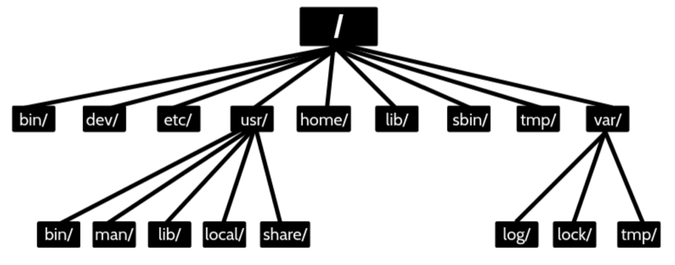 /
bin/ dev/ etc/ usr/ home/ lib/ sbin/ tmp/ var/
bin/ man/ lib/ local/ share/ log/ lock/ tmp/